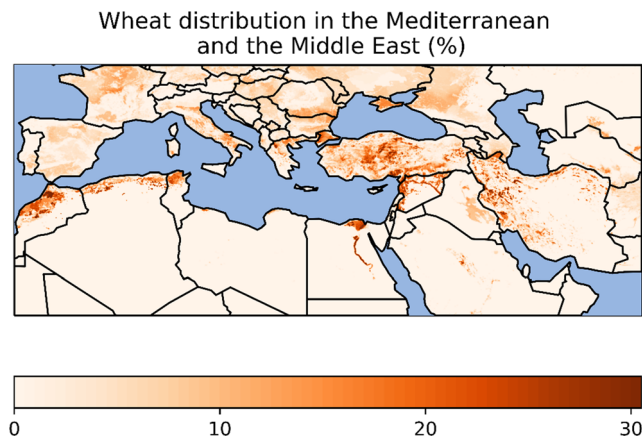 Wheat distribution in the Mediterranean
and the Middle East (%)
0 10 20 30